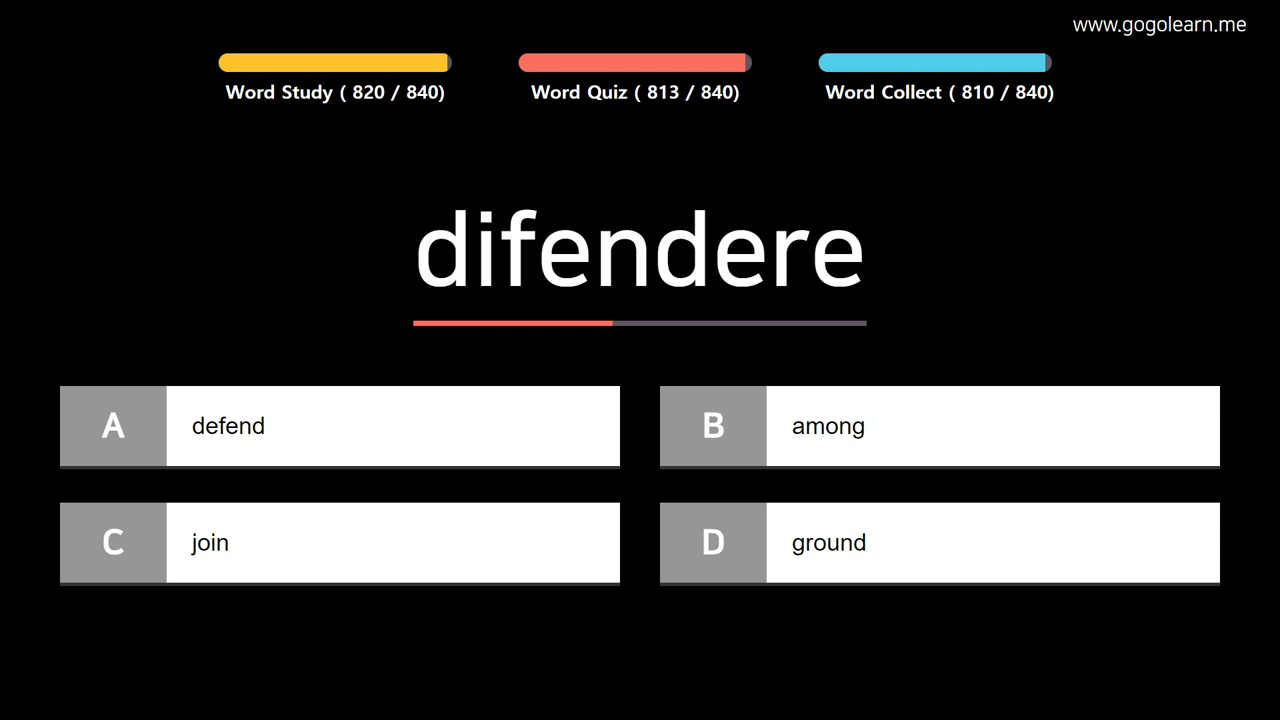 www.gogolearn.me
Word Study ( 820 / 840)
Word Quiz ( 813 / 840)
Word Collect ( 810 / 840)
difendere
A
defend
B
among
C
join
D
ground